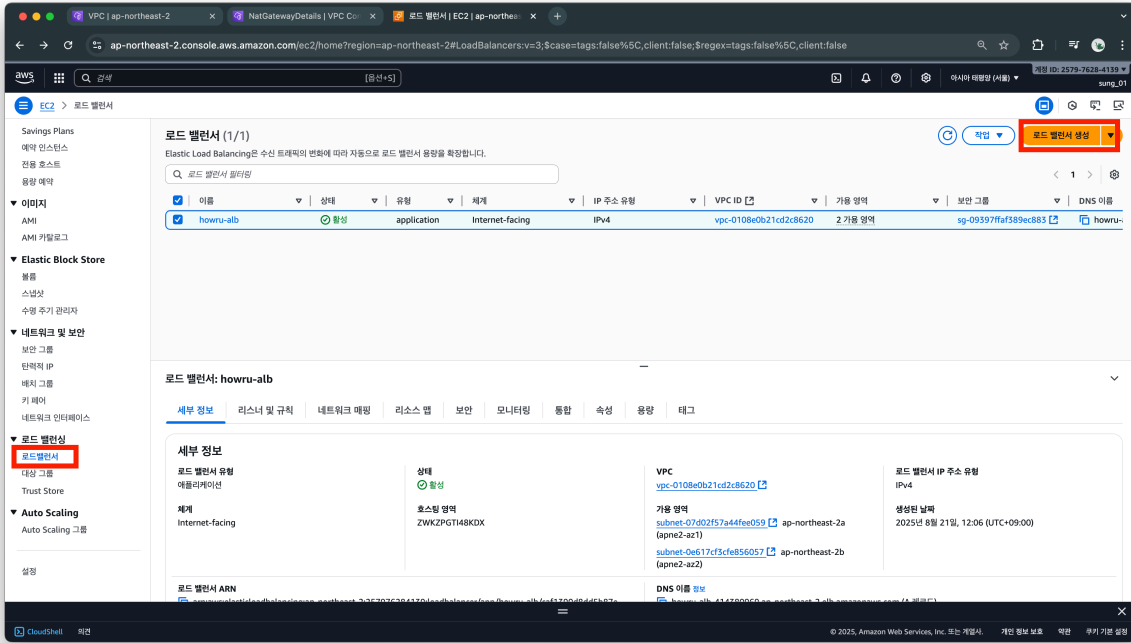 VPC | ap-northeast-2
NatGatewayDetails | VPC Con
로드 밸런서 | EC2 | ap-northeas
ap-northeast-2.console.aws.amazon.com/ec2/home?region=ap-northeast-2#LoadBalancers:v=3;$case=tags:false%5C,client:false;$regex=tags:false%5C,client:false
aws
검색
[옵션+S]
아시아 태평양 (서울)
계정 ID: 2579-7628-4139
sung_01
EC2 > 로드 밸런서
Savings Plans
예약 인스턴스
전용 호스트
용량 예약
이미지
AMI
AMI 카탈로그
Elastic Block Store
볼륨
스냅샷
수명 주기 관리자
네트워크 및 보안
보안 그룹
탄력적 IP
배치 그룹
키 페어
네트워크 인터페이스
로드 밸런싱
로드밸런서
대상 그룹
Trust Store
Auto Scaling
Auto Scaling 그룹
설정
로드 밸런서 (1/1)
작업
로드 밸런서 생성
Elastic Load Balancing은 수신 트래픽의 변화에 따라 자동으로 로드 밸런서 용량을 확장합니다.
로드 밸런서 필터링
1
이름 상태 유형 체계 IP 주소 유형 VPC ID 가용 영역 보안 그룹 DNS 이름
howru-alb 활성 application Internet-facing IPv4 vpc-0108e0b21cd2c8620 2 가용 영역 sg-09397ffaf389ec883 howru-
로드 밸런서: howru-alb
세부 정보 리스너 및 규칙 네트워크 매핑 리소스 맵 보안 모니터링 통합 속성 용량 태그
세부 정보
로드 밸런서 유형
애플리케이션
상태
활성
VPC
vpc-0108e0b21cd2c8620
로드 밸런서 IP 주소 유형
IPv4
체계
Internet-facing
호스팅 영역
ZWKZPGTI48KDX
가용 영역
subnet-07d02f57a44fee059 ap-northeast-2a
(apne2-az1)
subnet-0e617cf3cfe856057 ap-northeast-2b
(apne2-az2)
생성된 날짜
2025년 8월 21일, 12:06 (UTC+09:00)
로드 밸런서 ARN
DNS 이름 정보
CloudShell 의견
© 2025, Amazon Web Services, Inc. 또는 계열사. 개인 정보 보호 약관 쿠키 기본 설정